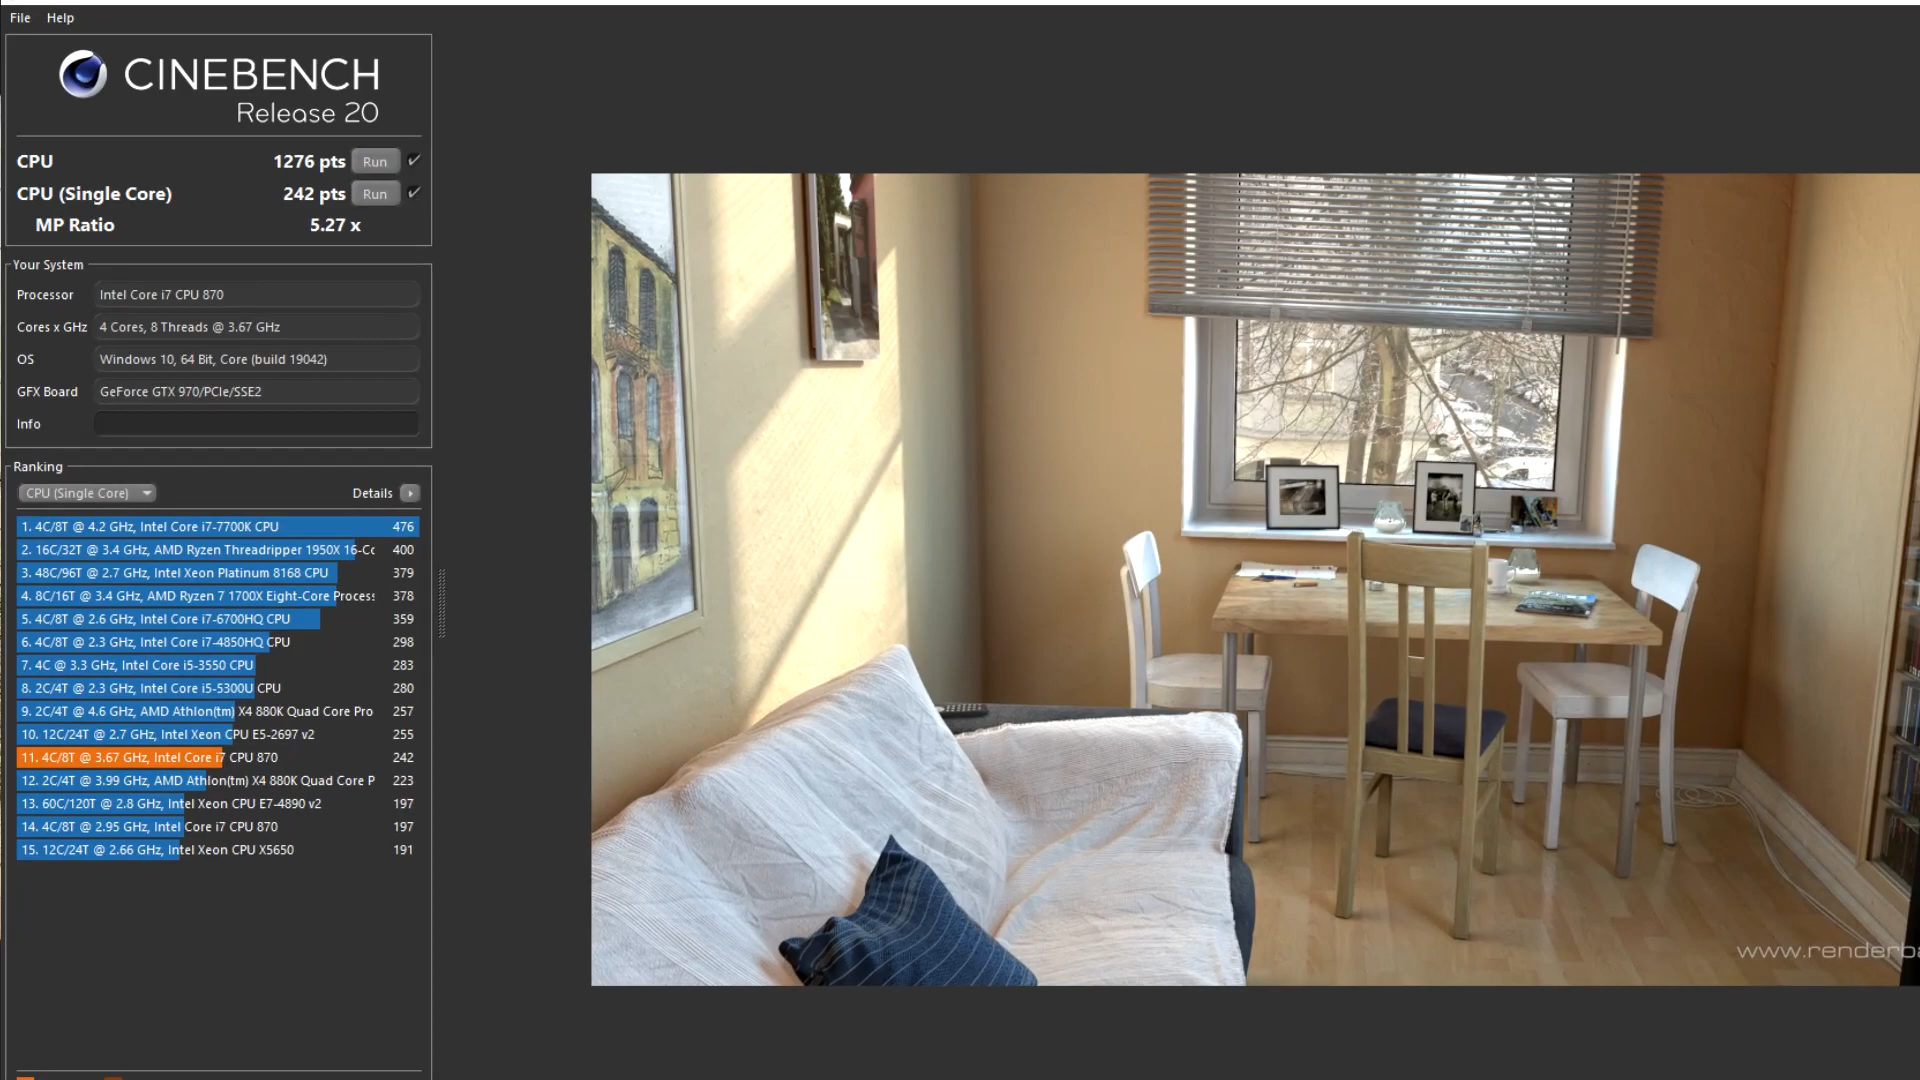 File Help
CINEBENCH
Release 20
CPU 1276 pts Run
CPU (Single Core) 242 pts Run
MP Ratio 5.27 x
Your System
Processor Intel Core i7 CPU 870
Cores x GHz 4 Cores, 8 Threads @ 3.67 GHz
OS Windows 10, 64 Bit, Core (build 19042)
GFX Board GeForce GTX 970/PCIe/SSE2
Info
Ranking
CPU (Single Core) Details
1. 4C/8T @ 4.2 GHz, Intel Core i7-7700K CPU 476
2. 16C/32T @ 3.4 GHz, AMD Ryzen Threadripper 1950X 16-Co 400
3. 48C/96T @ 2.7 GHz, Intel Xeon Platinum 8168 CPU 379
4. 8C/16T @ 3.4 GHz, AMD Ryzen 7 1700X Eight-Core Process 378
5. 4C/8T @ 2.6 GHz, Intel Core i7-6700HQ CPU 359
6. 4C/8T @ 2.3 GHz, Intel Core i7-4850HQ CPU 298
7. 4C @ 3.3 GHz, Intel Core i5-3550 CPU 283
8. 2C/4T @ 2.3 GHz, Intel Core i5-5300U CPU 280
9. 2C/4T @ 4.6 GHz, AMD Athlon(tm) X4 880K Quad Core Pro 257
10. 12C/24T @ 2.7 GHz, Intel Xeon CPU E5-2697 v2 255
11. 4C/8T @ 3.67 GHz, Intel Core i7 CPU 870 242
12. 2C/4T @ 3.99 GHz, AMD Athlon(tm) X4 880K Quad Core P 223
13. 60C/120T @ 2.8 GHz, Intel Xeon CPU E7-4890 v2 197
14. 4C/8T @ 2.95 GHz, Intel Core i7 CPU 870 197
15. 12C/24T @ 2.66 GHz, Intel Xeon CPU X5650 191
www.renderba